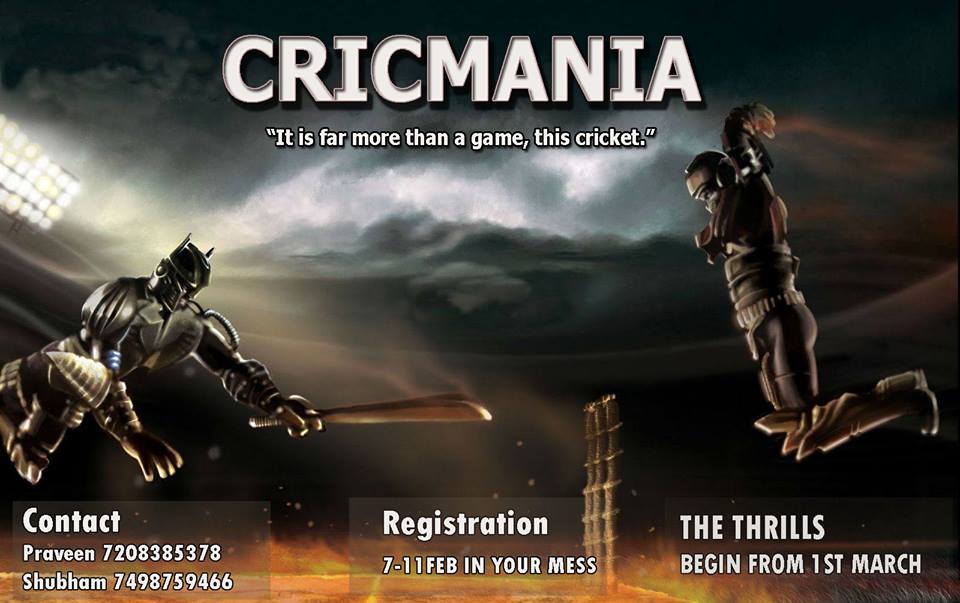 CRICMANIA
“It is far more than a game, this cricket.”
Contact
Praveen 7208385378
Shubham 7498759466
Registration
7-11FEB IN YOUR MESS
THE THRILLS
BEGIN FROM 1ST MARCH